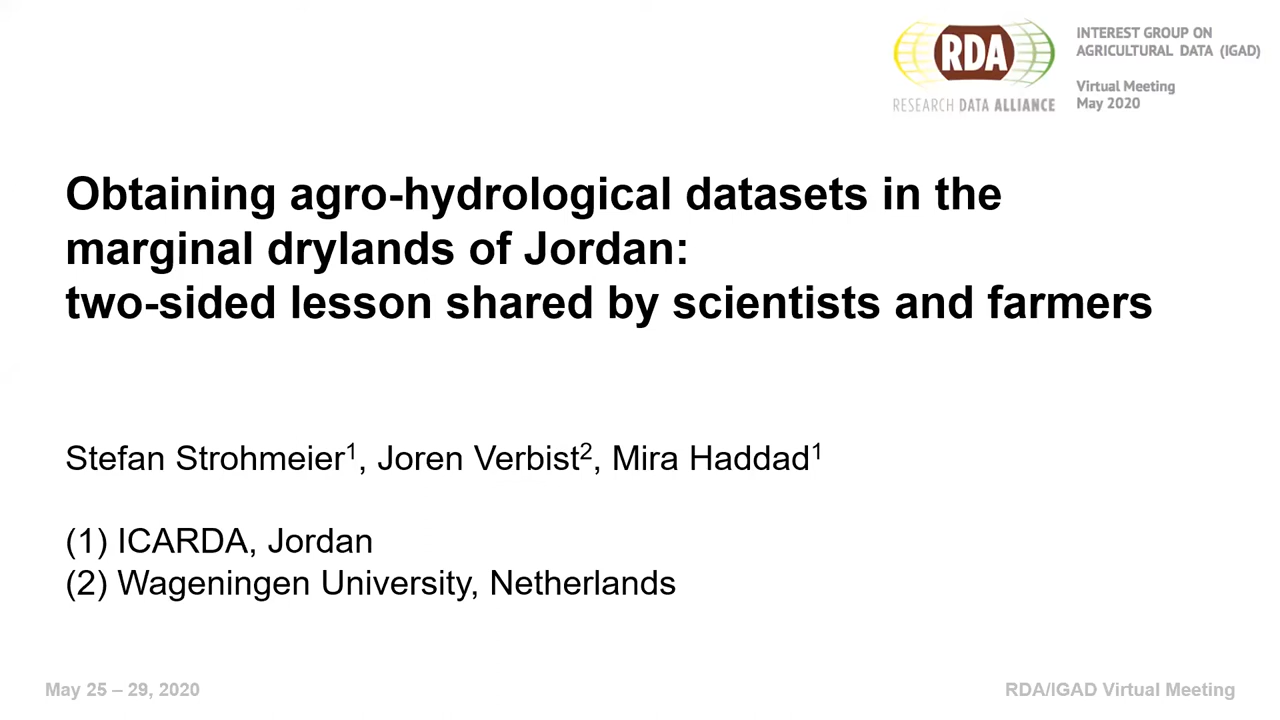 RDA
RESEARCH DATA ALLIANCE
INTEREST GROUP ON
AGRICULTURAL DATA (IGAD)
Virtual Meeting
May 2020
Obtaining agro-hydrological datasets in the
marginal drylands of Jordan:
two-sided lesson shared by scientists and farmers
Stefan Strohmeier¹, Joren Verbist², Mira Haddad¹
(1) ICARDA, Jordan
(2) Wageningen University, Netherlands
May 25 – 29, 2020
RDA/IGAD Virtual Meeting